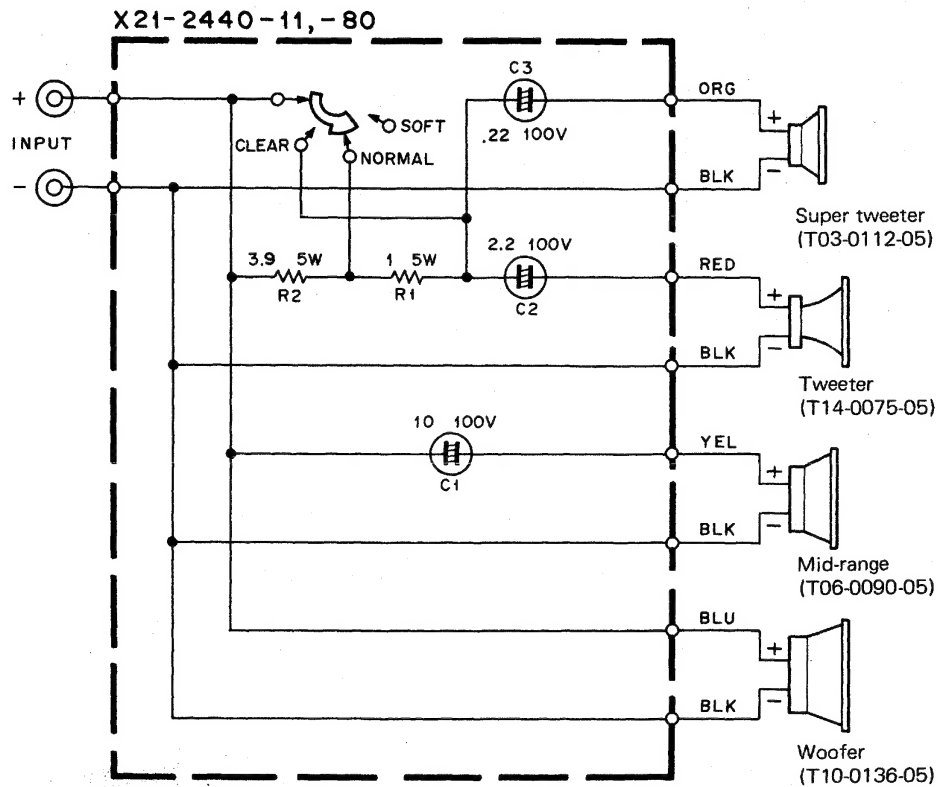 X21-2440-11,-80
C3
ORG
+
+
INPUT
.22 100V
SOFT
CLEAR
NORMAL
-
BLK
-
Super tweeter
(T03-0112-05)
3.9 5W
1 5W
2.2 100V
RED
R2
R1
C2
+
-
BLK
Tweeter
(T14-0075-05)
10 100V
YEL
C1
+
-
BLK
Mid-range
(T06-0090-05)
BLU
+
-
BLK
Woofer
(T10-0136-05)